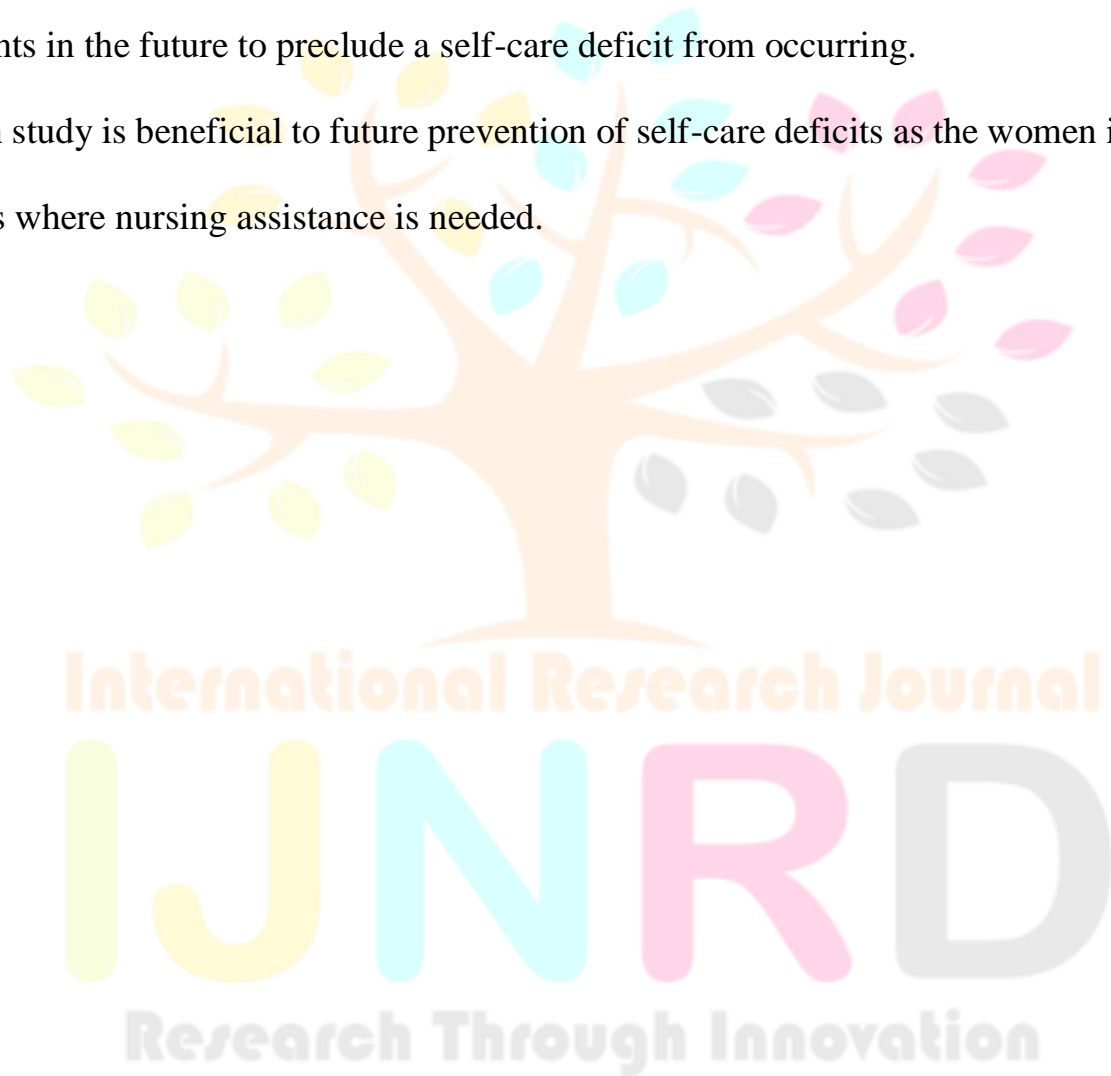 nts in the future to preclude a self-care deficit from occurring.
study is beneficial to future prevention of self-care deficits as the women i
s where nursing assistance is needed.
International Research Journal
IJNRD
Research Through Innovation